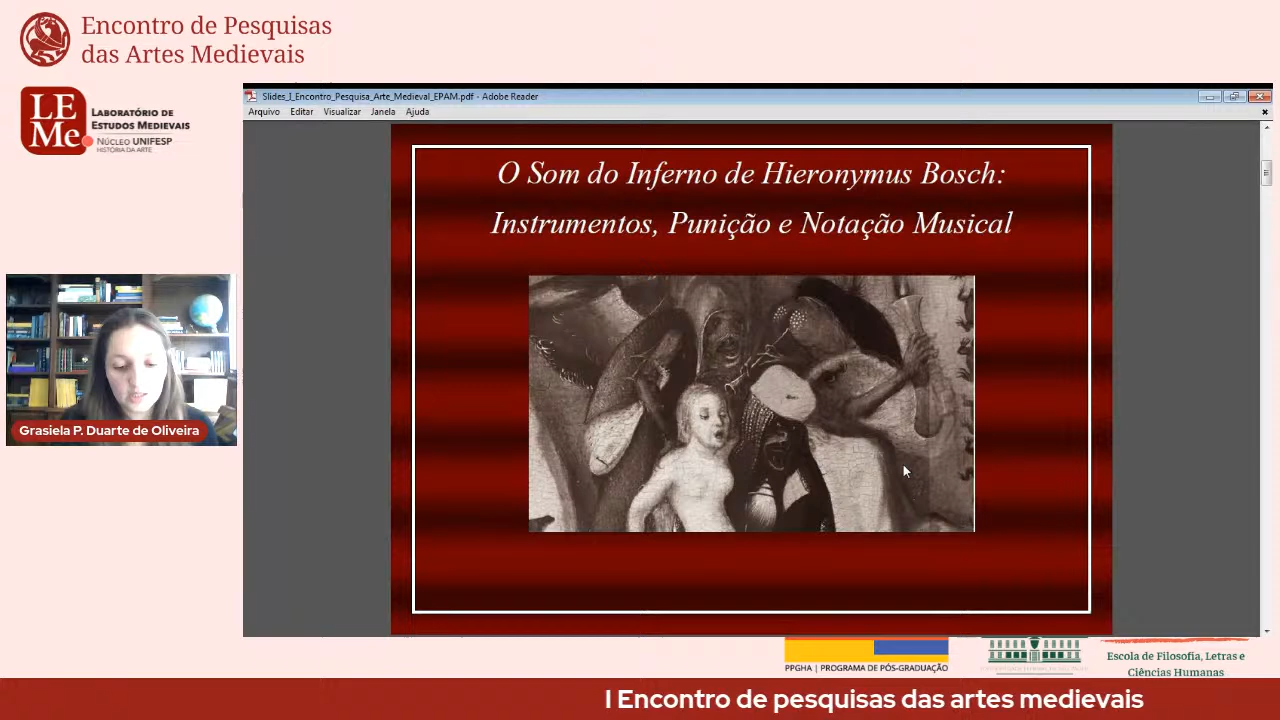 Encontro de Pesquisas
das Artes Medievais
LE
Me
LABORATÓRIO DE
ESTUDOS MEDIEVAIS
NÚCLEO UNIFESP
HISTÓRIA DA ARTE
Slides_I_Encontro_Pesquisa_Arte_Medieval_EPAM.pdf - Adobe Reader
Arquivo Editar Visualizar Janela Ajuda
O Som do Inferno de Hieronymus Bosch:
Instrumentos, Punição e Notação Musical
Grasiela P. Duarte de Oliveira
PPGHA | PROGRAMA DE PÓS-GRADUAÇÃO
Escola de Filosofia, Letras e
Ciências Humanas
I Encontro de pesquisas das artes medievais